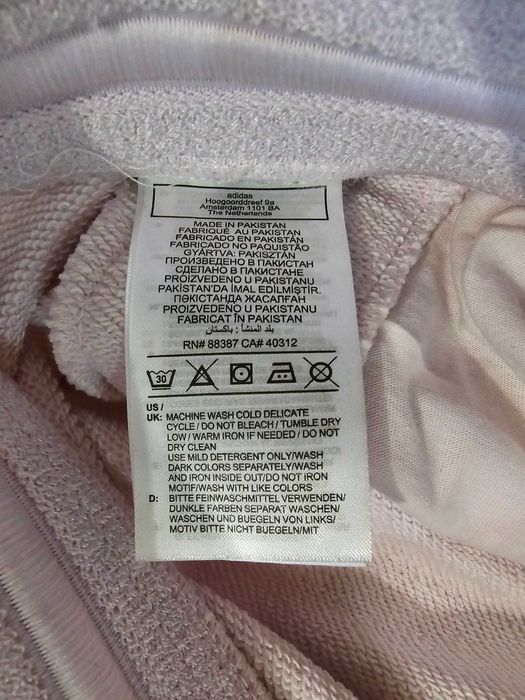 adidas
Hoogoorddreef 9a
Amsterdam 1101 BA
The Netherlands
MADE IN PAKISTAN
FABRIQUÉ AU PAKISTAN
FABRICADO EN PAKISTÁN
FABRICADO NO PAQUISTÃO
GYÁRTVA: PAKISZTÁN
ПРОИЗВЕДЕНО В ПАКИСТАН
СДЕЛАНО В ПАКИСТАНЕ
PROIZVEDENO U PAKISTANU
PAKİSTAN'DA IMAL EDİLMİŞTİR.
ПӘКІСТАНДА ЖАСАЛҒАН
PROIZVEDENO U PAKISTANU
FABRICAT ÎN PAKISTAN
بلد المنشأ : باكستان
RN# 88387 CA# 40312
30
US /
UK: MACHINE WASH COLD DELICATE
CYCLE / DO NOT BLEACH / TUMBLE DRY
LOW / WARM IRON IF NEEDED / DO NOT
DRY CLEAN
USE MILD DETERGENT ONLY/WASH
DARK COLORS SEPARATELY/WASH
AND IRON INSIDE OUT/DO NOT IRON
MOTIF/WASH WITH LIKE COLORS
D: BITTE FEINWASCHMITTEL VERWENDEN/
DUNKLE FARBEN SEPARAT WASCHEN/
WASCHEN UND BUEGELN VON LINKS/
MOTIV BITTE NICHT BUEGELN/MIT